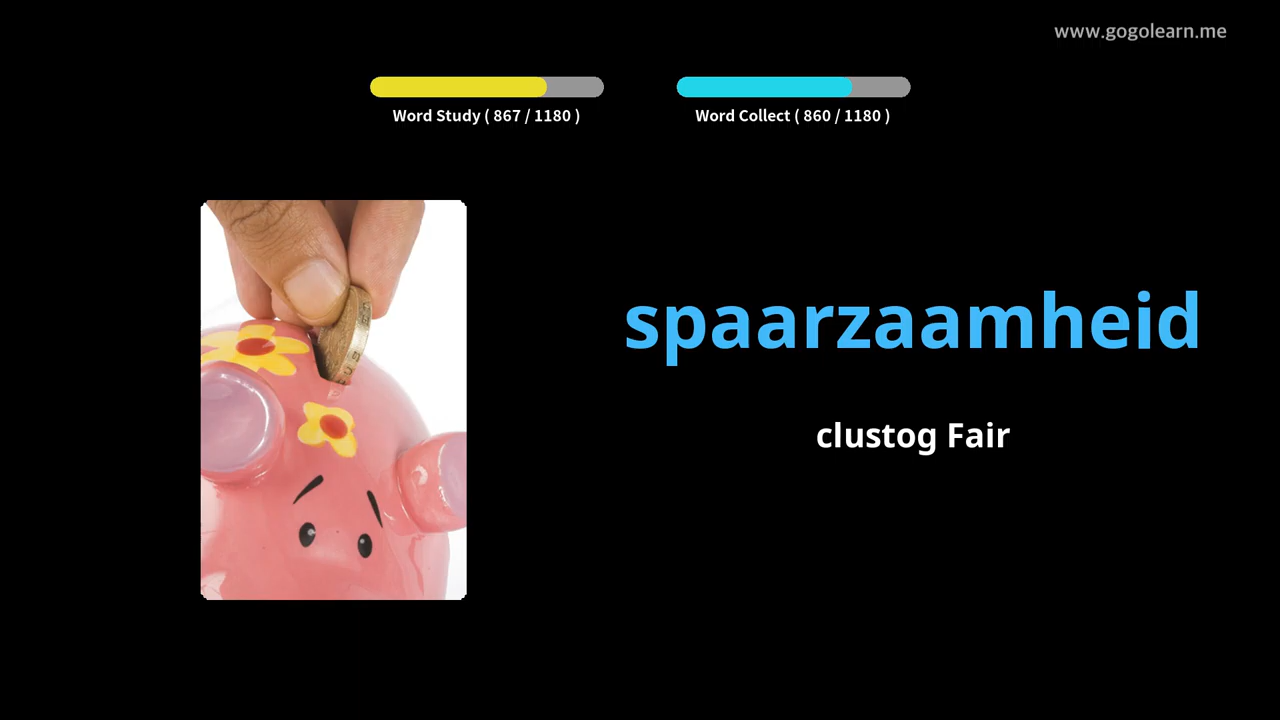 www.gogolearn.me
Word Study ( 867 / 1180 )
Word Collect ( 860 / 1180 )
spaarzaamheid
clustog Fair